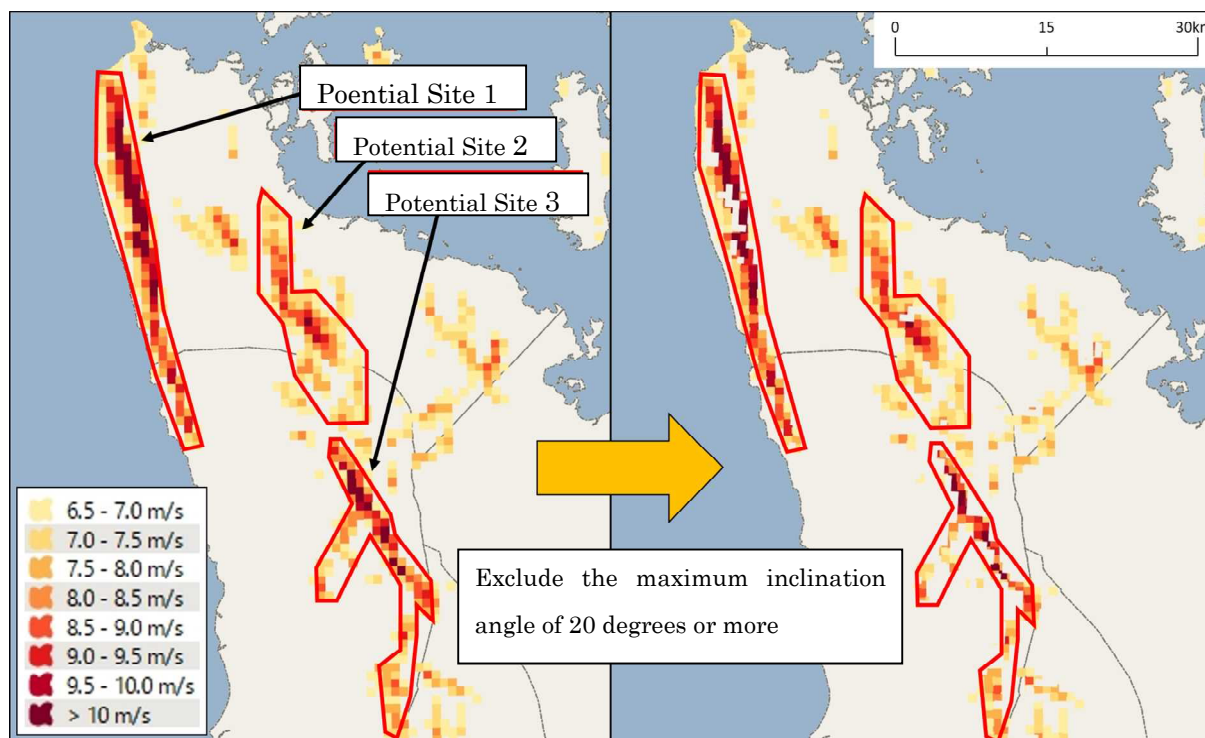 Poential Site 1
Potential Site 2
Potential Site 3
0 15 30kr
6.5 - 7.0 m/s
7.0 - 7.5 m/s
7.5 - 8.0 m/s
8.0 - 8.5 m/s
8.5 - 9.0 m/s
9.0 - 9.5 m/s
9.5 - 10.0 m/s
> 10 m/s
Exclude the maximum inclination
angle of 20 degrees or more